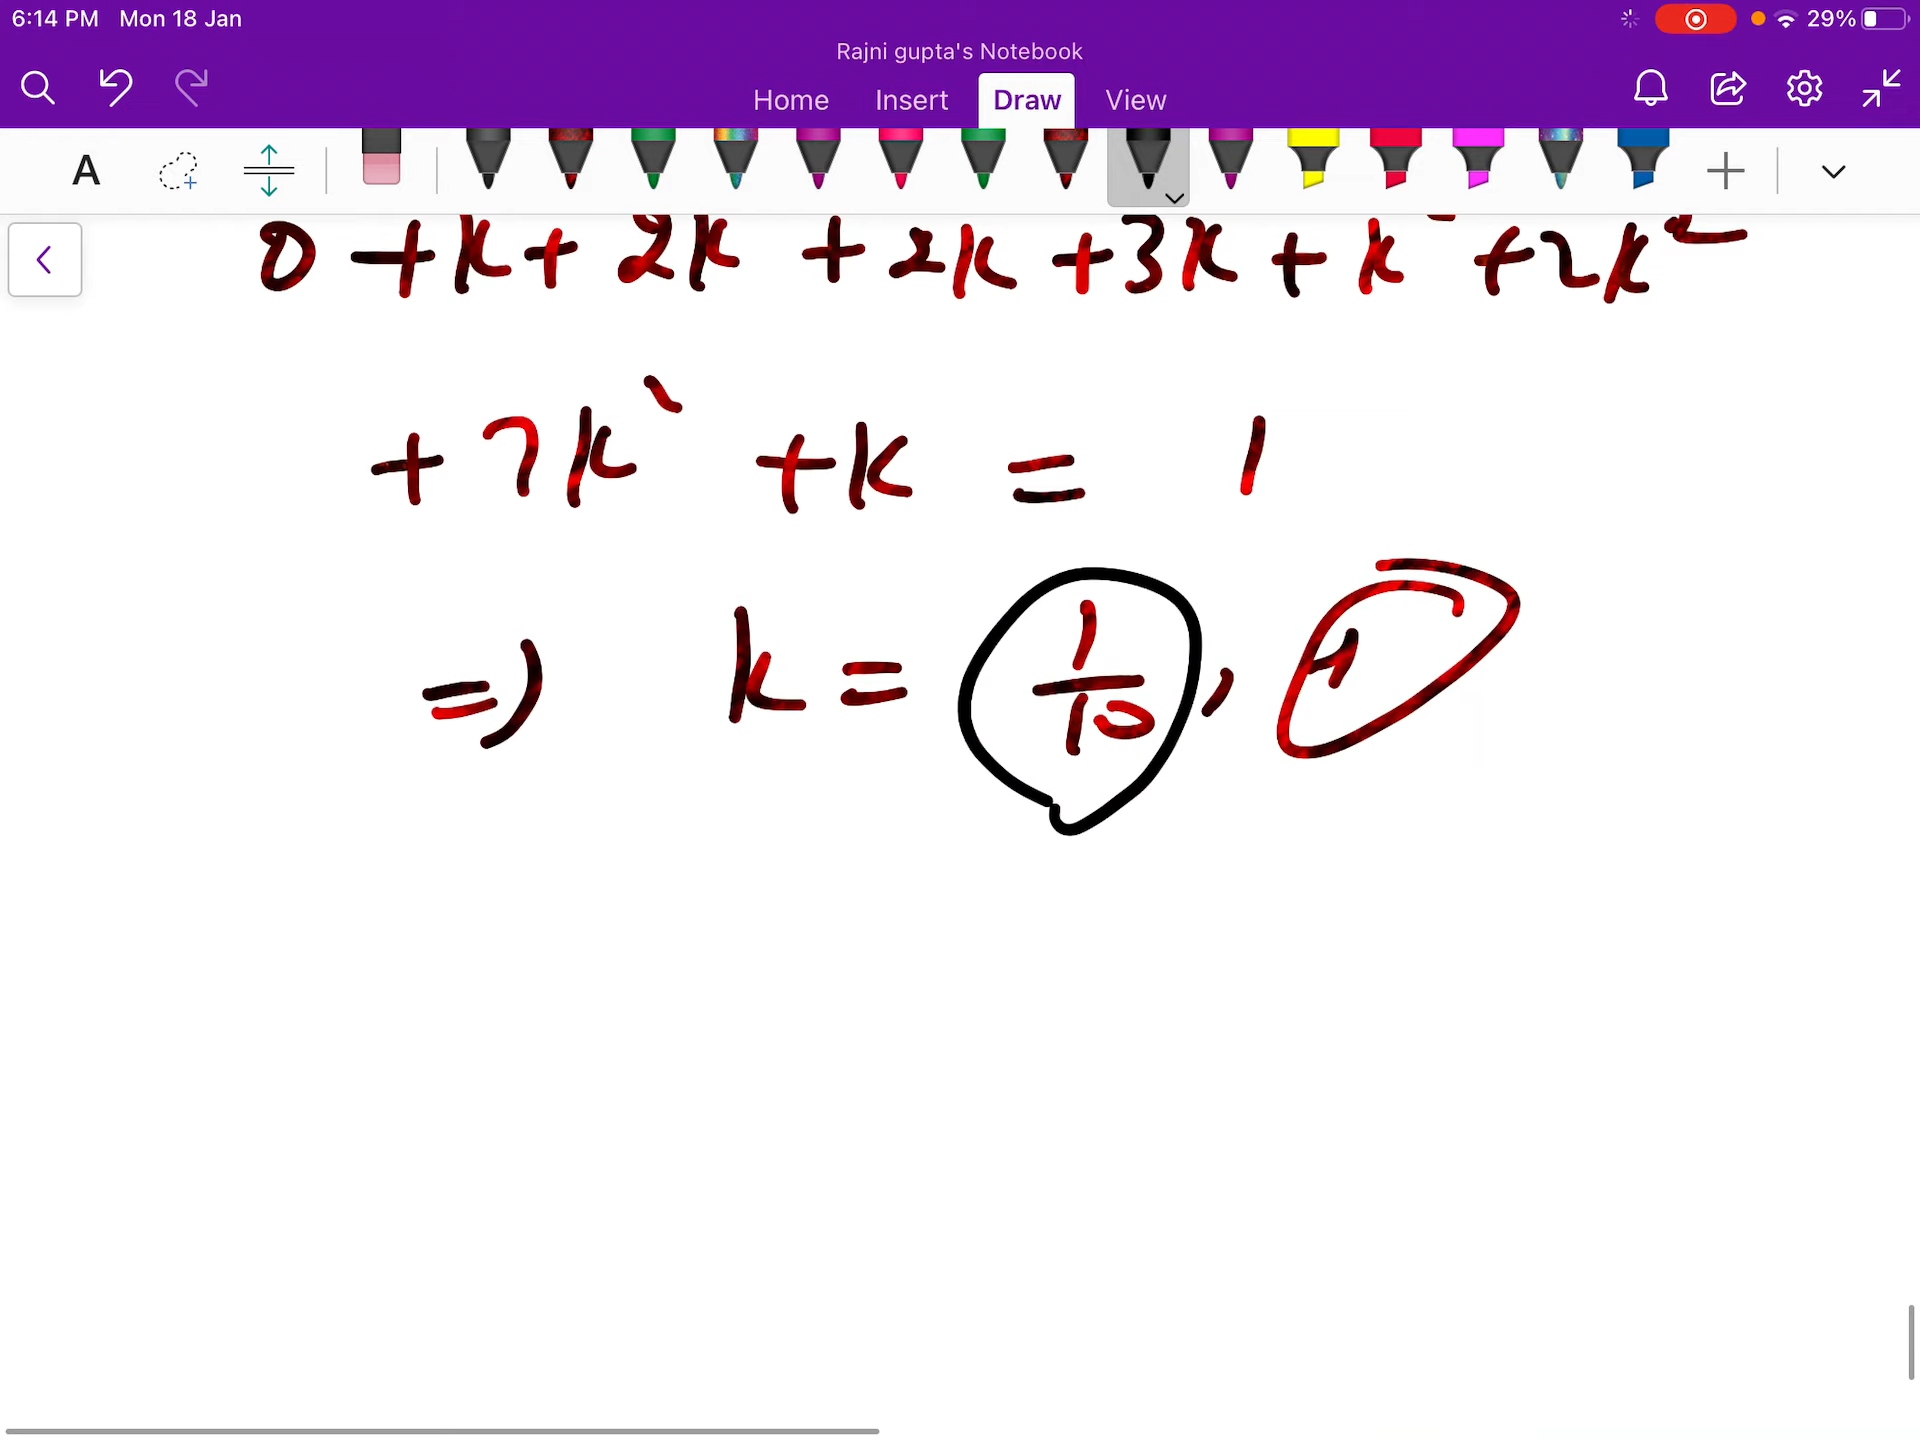 6:14 PM Mon 18 Jan
29%
Rajni gupta's Notebook
Home Insert Draw View
A
0 + k + 2k + 2k + 3k + k² + 2k²
+ 7k² + k = 1
=> k = 1/10, -1